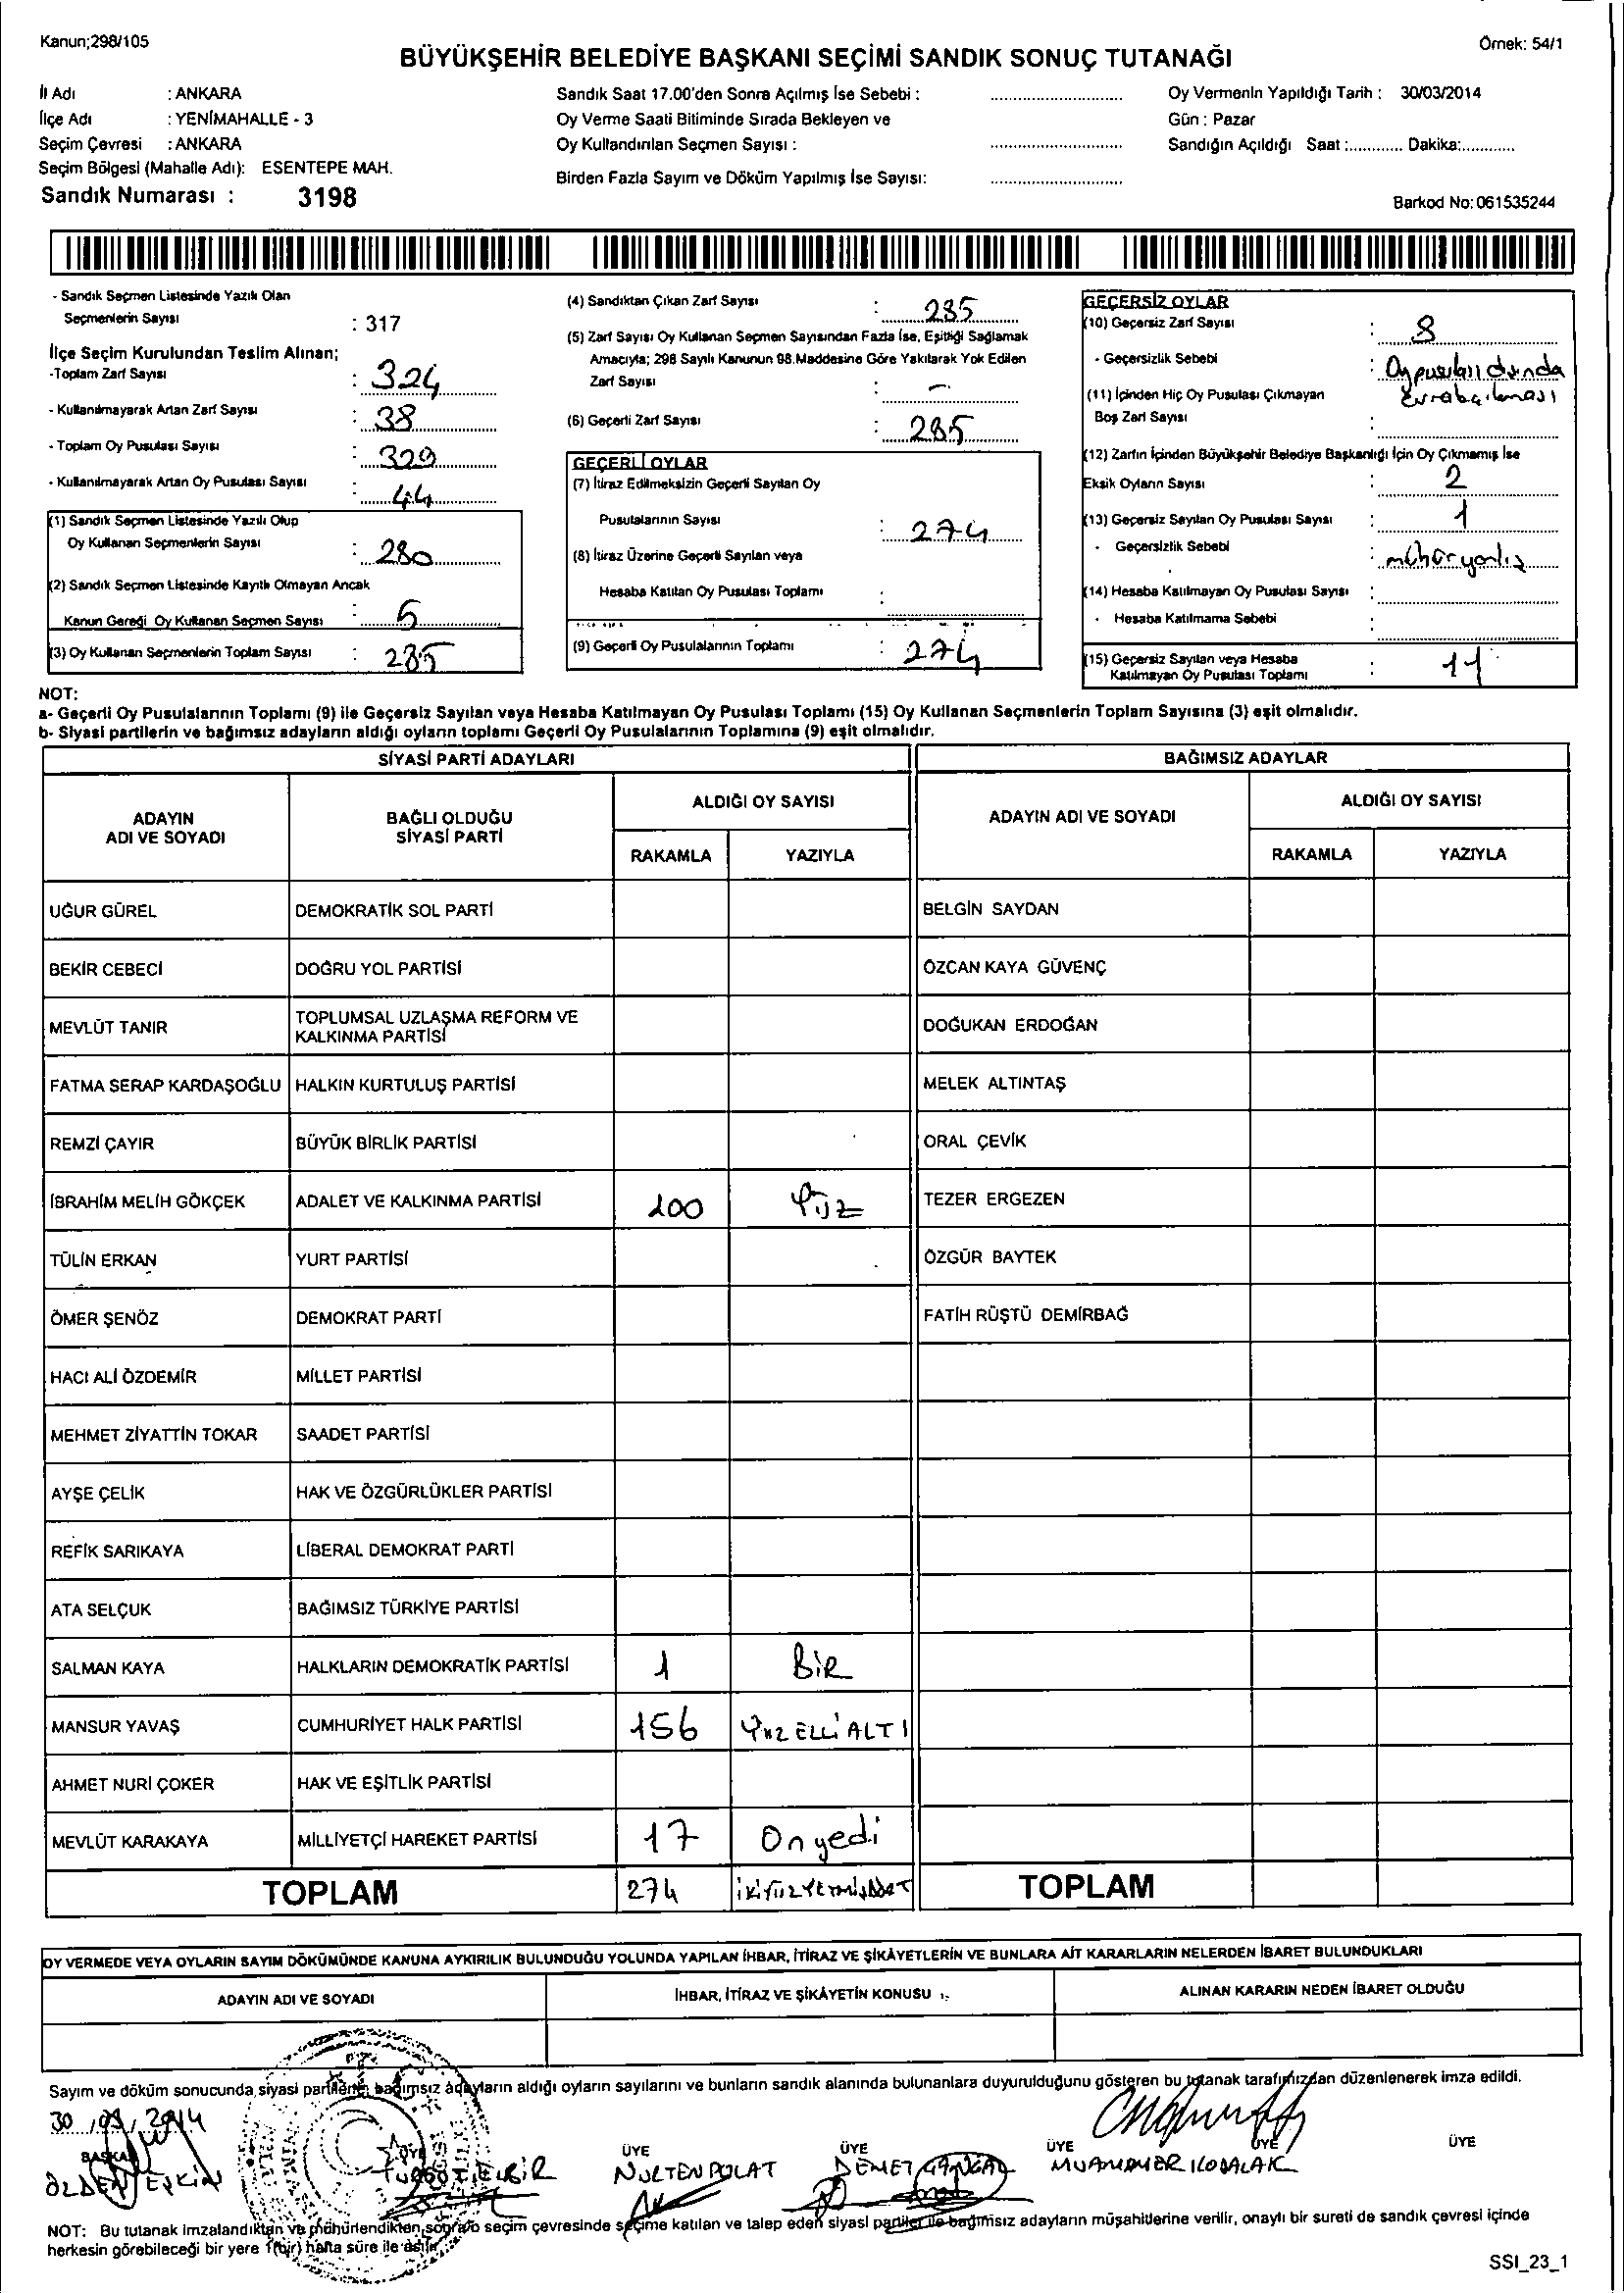 Kanun;298/105
Örnek: 54/1
BÜYÜKŞEHİR BELEDİYE BAŞKANI SEÇİMİ SANDIK SONUÇ TUTANAĞI
İl Adı : ANKARA
İlçe Adı : YENİMAHALLE - 3
Seçim Çevresi : ANKARA
Seçim Bölgesi (Mahalle Adı): ESENTEPE MAH.
Sandık Numarası : 3198
Sandık Saat 17.00'den Sonra Açılmış İse Sebebi : ............................
Oy Verme Saati Bitiminde Sırada Bekleyen ve
Oy Kullandırılan Seçmen Sayısı : ............................
Birden Fazla Sayım ve Döküm Yapılmış İse Sayısı: ............................
Oy Vermenin Yapıldığı Tarih : 30/03/2014
Gün : Pazar
Sandığın Açıldığı Saat :............ Dakika:............
Barkod No: 061535244
- Sandık Seçmen Listesinde Yazılı Olan
Seçmenlerin Sayısı : 317
İlçe Seçim Kurulundan Teslim Alınan;
-Toplam Zarf Sayısı : 324
- Kullanılmayarak Artan Zarf Sayısı : 38
- Toplam Oy Pusulası Sayısı : 329
- Kullanılmayarak Artan Oy Pusulası Sayısı : 44
(1) Sandık Seçmen Listesinde Yazılı Olup
Oy Kullanan Seçmenlerin Sayısı : 280
(2) Sandık Seçmen Listesinde Kayıtlı Olmayan Ancak
Kanun Gereği Oy Kullanan Seçmen Sayısı : 5
(3) Oy Kullanan Seçmenlerin Toplam Sayısı : 285
(4) Sandıktan Çıkan Zarf Sayısı : 285
(5) Zarf Sayısı Oy Kullanan Seçmen Sayısından Fazla İse, Eşitliği Sağlamak
Amacıyla; 298 Sayılı Kanunun 98.Maddesine Göre Yakılarak Yok Edilen
Zarf Sayısı : -
(6) Geçerli Zarf Sayısı : 285
GEÇERLİ OYLAR
(7) İtiraz Edilmeksizin Geçerli Sayılan Oy
Pusulalarının Sayısı : 274
(8) İtiraz Üzerine Geçerli Sayılan veya
Hesaba Katılan Oy Pusulası Toplamı :
(9) Geçerli Oy Pusulalarının Toplamı : 274
GEÇERSİZ OYLAR
(10) Geçersiz Zarf Sayısı : 8
- Geçersizlik Sebebi : Oy pusulası dışında
evrak çıkması
(11) İçinden Hiç Oy Pusulası Çıkmayan
Boş Zarf Sayısı :
(12) Zarfın İçinden Büyükşehir Belediye Başkanlığı İçin Oy Çıkmamış İse
Eksik Oyların Sayısı : 2
(13) Geçersiz Sayılan Oy Pusulası Sayısı : 1
- Geçersizlik Sebebi : mühür yanlış
(14) Hesaba Katılmayan Oy Pusulası Sayısı :
- Hesaba Katılmama Sebebi :
(15) Geçersiz Sayılan veya Hesaba
Katılmayan Oy Pusulası Toplamı : 11
NOT:
a- Geçerli Oy Pusulalarının Toplamı (9) ile Geçersiz Sayılan veya Hesaba Katılmayan Oy Pusulası Toplamı (15) Oy Kullanan Seçmenlerin Toplam Sayısına (3) eşit olmalıdır.
b- Siyasi partilerin ve bağımsız adayların aldığı oyların toplamı Geçerli Oy Pusulalarının Toplamına (9) eşit olmalıdır.
SİYASİ PARTİ ADAYLARI
BAĞIMSIZ ADAYLAR
ADAYIN
ADI VE SOYADI
BAĞLI OLDUĞU
SİYASİ PARTİ
ALDIĞI OY SAYISI
RAKAMLA YAZIYLA
ADAYIN ADI VE SOYADI
ALDIĞI OY SAYISI
RAKAMLA YAZIYLA
UĞUR GÜREL DEMOKRATİK SOL PARTİ BELGİN SAYDAN
BEKİR CEBECİ DOĞRU YOL PARTİSİ ÖZCAN KAYA GÜVENÇ
MEVLÜT TANIR TOPLUMSAL UZLAŞMA REFORM VE
KALKINMA PARTİSİ DOĞUKAN ERDOĞAN
FATMA SERAP KARDAŞOĞLU HALKIN KURTULUŞ PARTİSİ MELEK ALTINTAŞ
REMZİ ÇAYIR BÜYÜK BİRLİK PARTİSİ ORAL ÇEVİK
İBRAHİM MELİH GÖKÇEK ADALET VE KALKINMA PARTİSİ 100 Yüz TEZER ERGEZEN
TÜLİN ERKAN YURT PARTİSİ ÖZGÜR BAYTEK
ÖMER ŞENÖZ DEMOKRAT PARTİ FATİH RÜŞTÜ DEMİRBAĞ
HACI ALİ ÖZDEMİR MİLLET PARTİSİ
MEHMET ZİYATTİN TOKAR SAADET PARTİSİ
AYŞE ÇELİK HAK VE ÖZGÜRLÜKLER PARTİSİ
REFİK SARIKAYA LİBERAL DEMOKRAT PARTİ
ATA SELÇUK BAĞIMSIZ TÜRKİYE PARTİSİ
SALMAN KAYA HALKLARIN DEMOKRATİK PARTİSİ 1 BİR
MANSUR YAVAŞ CUMHURİYET HALK PARTİSİ 156 YÜZ ELLİ ALTI
AHMET NURİ ÇOKER HAK VE EŞİTLİK PARTİSİ
MEVLÜT KARAKAYA MİLLİYETÇİ HAREKET PARTİSİ 17 Onyedi
TOPLAM 274 İKİYÜZYETMİŞDÖRT TOPLAM
OY VERMEDE VEYA OYLARIN SAYIM DÖKÜMÜNDE KANUNA AYKIRILIK BULUNDUĞU YOLUNDA YAPILAN İHBAR, İTİRAZ VE ŞİKÂYETLERİN VE BUNLARA AİT KARARLARIN NELERDEN İBARET BULUNDUKLARI
ADAYIN ADI VE SOYADI İHBAR, İTİRAZ VE ŞİKÂYETİN KONUSU ALINAN KARARIN NEDEN İBARET OLDUĞU
Sayım ve döküm sonucunda siyasi partilerin bağımsız adayların aldığı oyların sayılarını ve bunların sandık alanında bulunanlara duyurulduğunu gösteren bu tutanak tarafımızdan düzenlenerek imza edildi.
30 / 03 / 2014
BAŞKAN ÜYE ÜYE ÜYE ÜYE ÜYE ÜYE
NURTEN POLAT DEMET
NOT: Bu tutanak imzalandıktan ve mühürlendikten sonra o seçim çevresinde seçime katılan ve talep eden siyasi partiler ile bağımsız adayların müşahitlerine verilir, onaylı bir sureti de sandık çevresi içinde
herkesin görebileceği bir yere 1 (bir) hafta süre ile asılır.
SSI_23_1